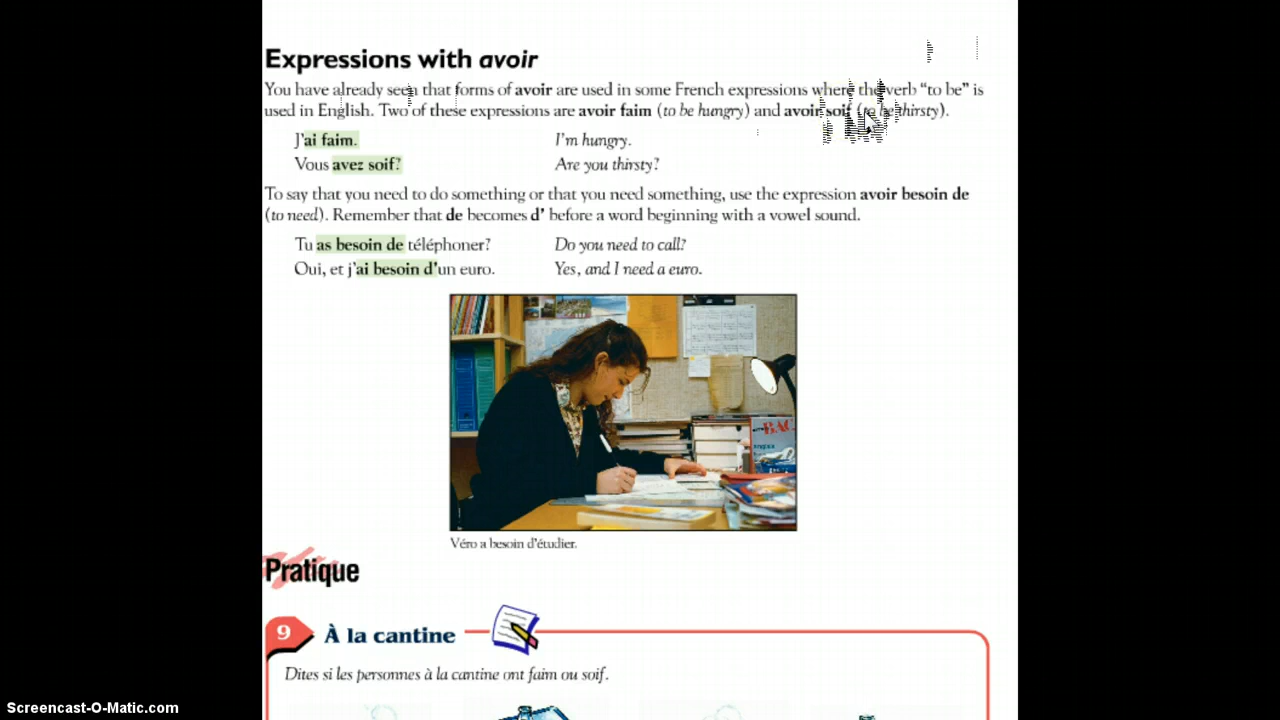 Expressions with avoir
You have already seen that forms of avoir are used in some French expressions where the verb “to be” is
used in English. Two of these expressions are avoir faim (to be hungry) and avoir soif (to be thirsty).
J’ai faim. I’m hungry.
Vous avez soif? Are you thirsty?
To say that you need to do something or that you need something, use the expression avoir besoin de
(to need). Remember that de becomes d’ before a word beginning with a vowel sound.
Tu as besoin de téléphoner? Do you need to call?
Oui, et j’ai besoin d’un euro. Yes, and I need a euro.
BAC
Véro a besoin d’étudier.
Pratique
9 À la cantine
Dites si les personnes à la cantine ont faim ou soif.
Screencast-O-Matic.com